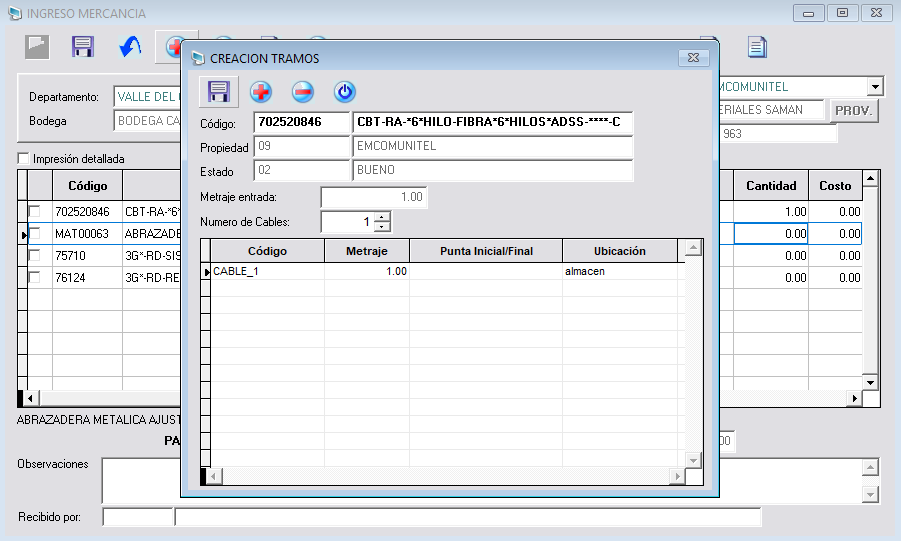 INGRESO MERCANCIA
CREACION TRAMOS
Departamento:
VALLE DEL
EMCOMUNITEL
Bodega
BODEGA CA
ERIALES SAMAN
PROV.
963
Impresión detallada
Código: 702520846 CBT-RA-*6*HILO-FIBRA*6*HILOS*ADSS-****-C
Propiedad 09 EMCOMUNITEL
Estado 02 BUENO
Metraje entrada: 1.00
Numero de Cables: 1
Código Metraje Punta Inicial/Final Ubicación
CABLE_1 1.00 almacen
Código Cantidad Costo
702520846 CBT-RA-*6* 1.00 0.00
MAT00063 ABRAZADE 0.00 0.00
75710 3G*-RD-SIS 0.00 0.00
76124 3G*-RD-RE 0.00 0.00
ABRAZADERA METALICA AJUST
PA
00
Observaciones
Recibido por: